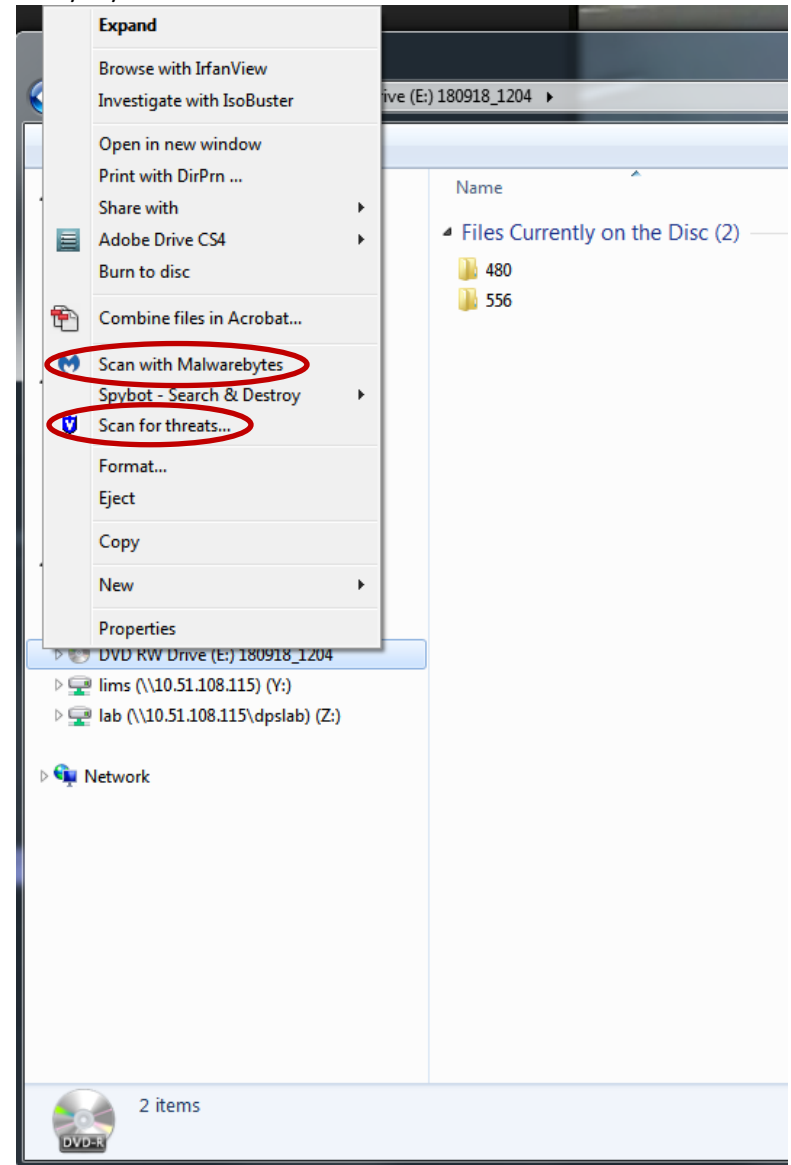 Expand
Browse with IrfanView
Investigate with IsoBuster
rive (E:) 180918_1204
Open in new window
Print with DirPrn ...
Share with
Name
Adobe Drive CS4
Files Currently on the Disc (2)
Burn to disc
480
556
Combine files in Acrobat...
Scan with Malwarebytes
Spybot - Search & Destroy
Scan for threats...
Format...
Eject
Copy
New
Properties
DVD RW Drive (E:) 180918_1204
lims (\\10.51.108.115) (Y:)
lab (\\10.51.108.115\dpslab) (Z:)
Network
2 items
DVD-R